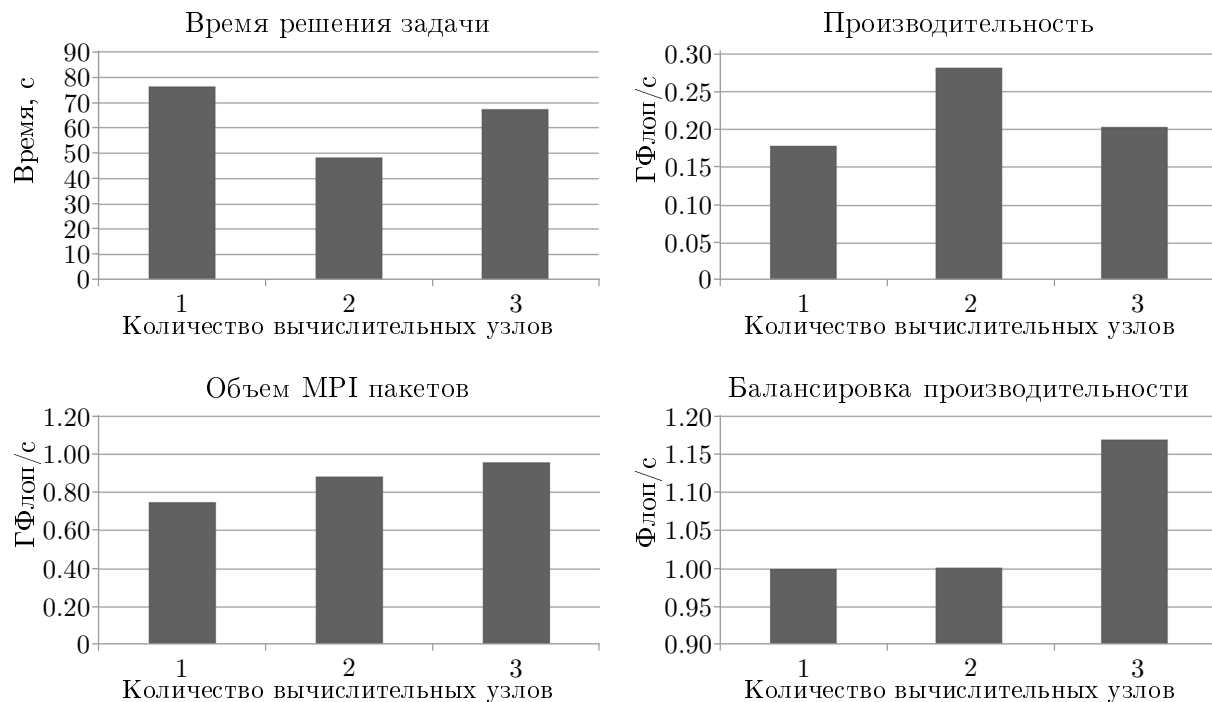 Время решения задачи
Время, с
90
80
70
60
50
40
30
20
10
0
1 2 3
Количество вычислительных узлов
Производительность
ГФлоп/с
0.30
0.25
0.20
0.15
0.10
0.05
0
1 2 3
Количество вычислительных узлов
Объем MPI пакетов
ГФлоп/с
1.20
1.00
0.80
0.60
0.40
0.20
0
1 2 3
Количество вычислительных узлов
Балансировка производительности
Флоп/с
1.20
1.15
1.10
1.05
1.00
0.95
0.90
1 2 3
Количество вычислительных узлов